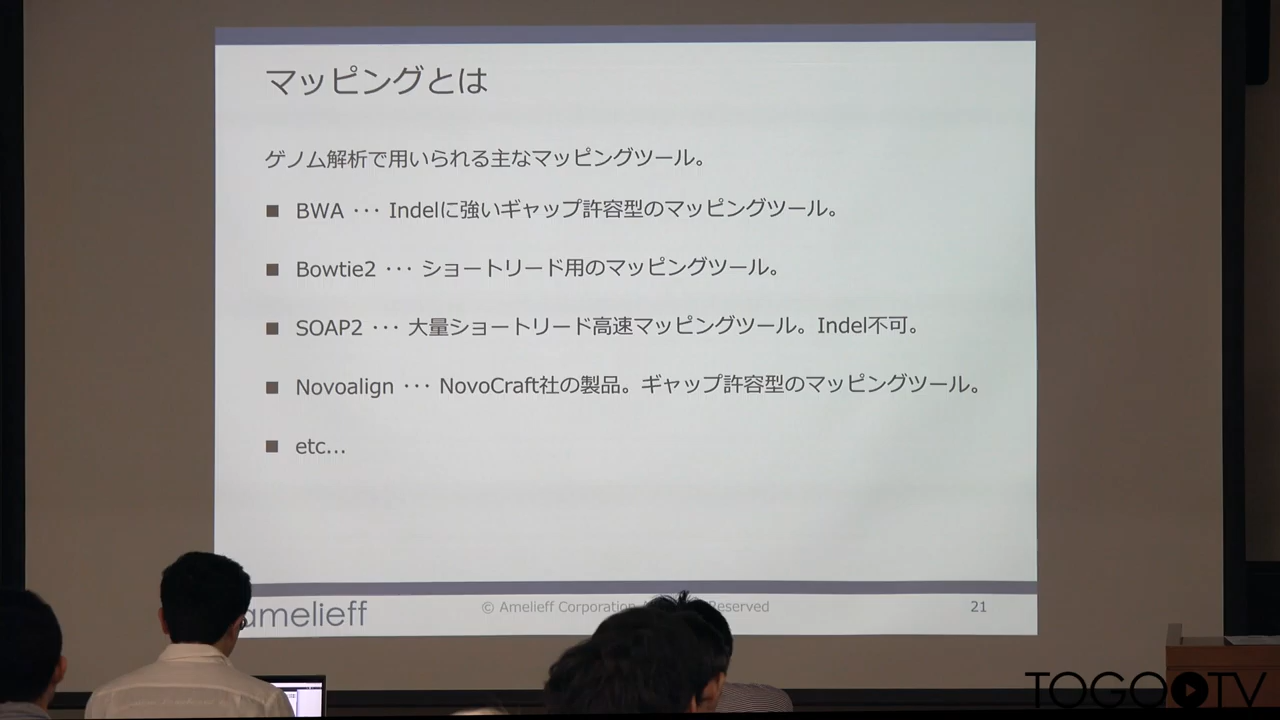 マッピングとは
ゲノム解析で用いられる主なマッピングツール。
■ BWA ··· Indelに強いギャップ許容型のマッピングツール。
■ Bowtie2 ··· ショートリード用のマッピングツール。
■ SOAP2 ··· 大量ショートリード高速マッピングツール。Indel不可。
■ Novoalign ··· NovoCraft社の製品。ギャップ許容型のマッピングツール。
■ etc...
amelieff
© Amelieff Corporation Reserved
21
TOGOTV